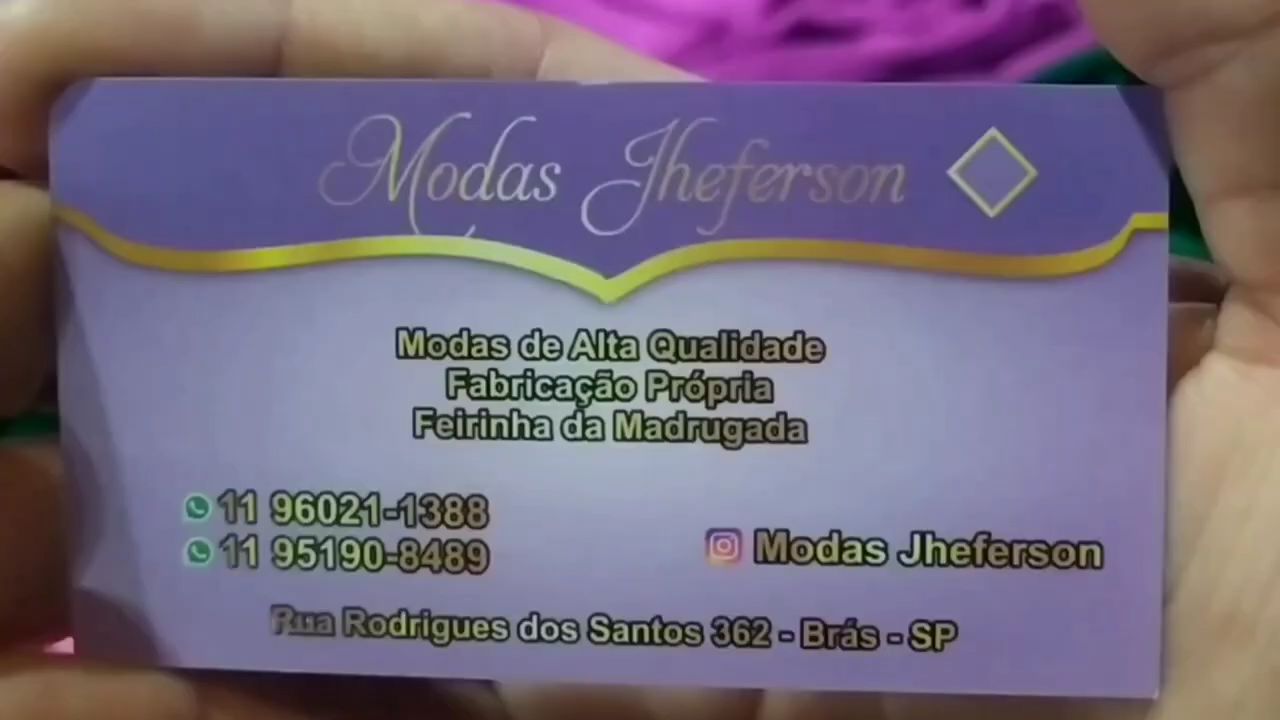 Modas Jheferson
Modas de Alta Qualidade
Fabricação Própria
Feirinha da Madrugada
11 96021-1388
11 95190-8489
Modas Jheferson
Rua Rodrigues dos Santos 362 - Brás - SP